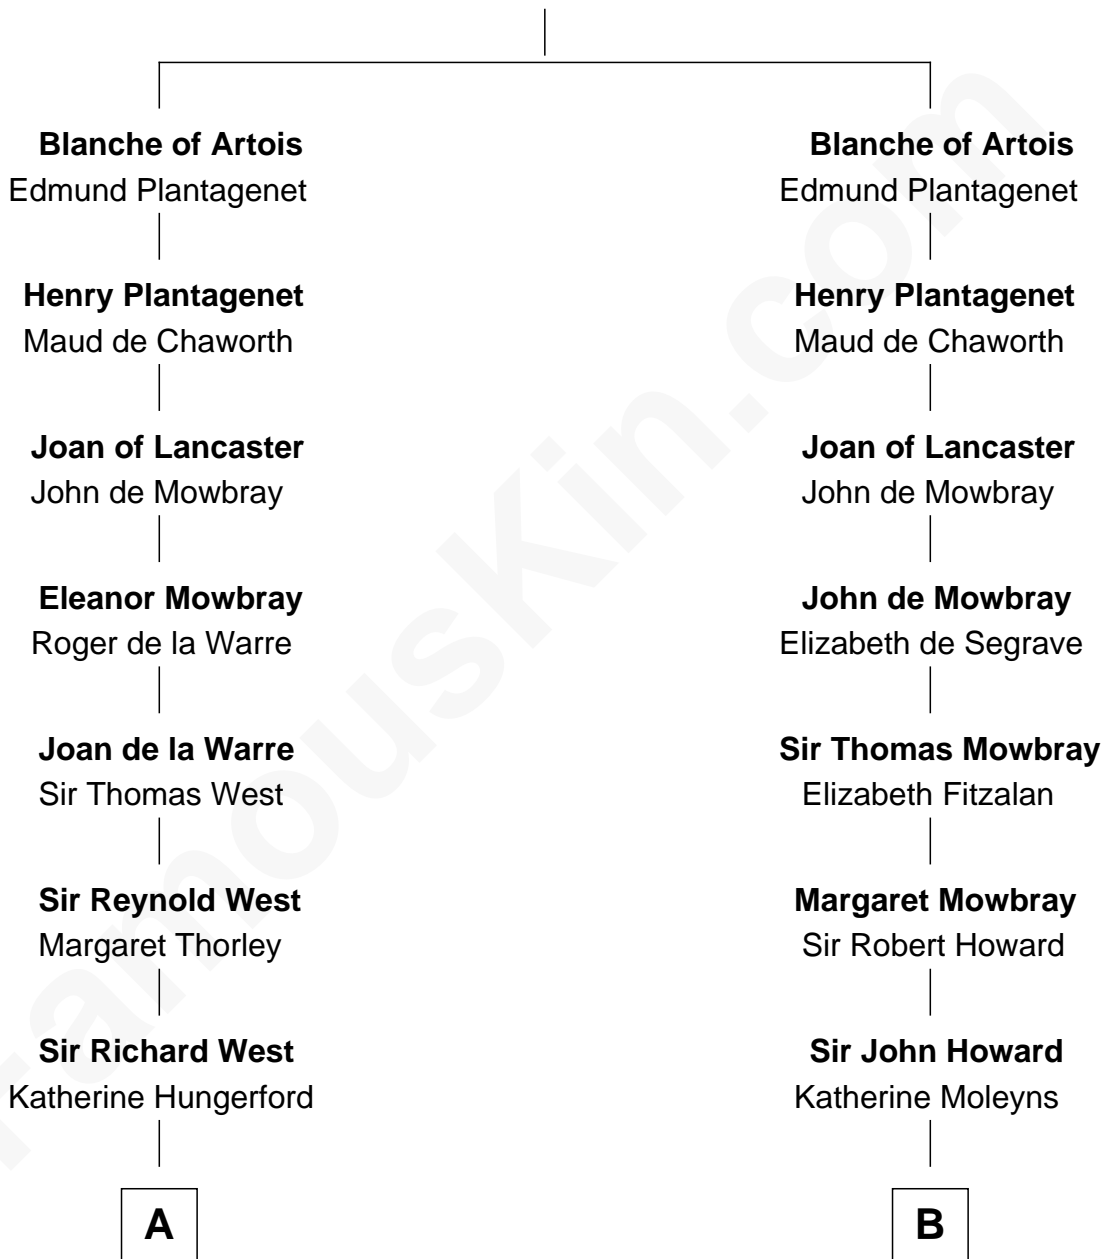 Blanche of Artois
Edmund Plantagenet
Henry Plantagenet
Maud de Chaworth
Joan of Lancaster
John de Mowbray
Eleanor Mowbray
Roger de la Warre
Joan de la Warre
Sir Thomas West
Sir Reynold West
Margaret Thorley
Sir Richard West
Katherine Hungerford
A
Blanche of Artois
Edmund Plantagenet
Henry Plantagenet
Maud de Chaworth
Joan of Lancaster
John de Mowbray
John de Mowbray
Elizabeth de Segrave
Sir Thomas Mowbray
Elizabeth Fitzalan
Margaret Mowbray
Sir Robert Howard
Sir John Howard
Katherine Moleyns
B
FamousKin.com